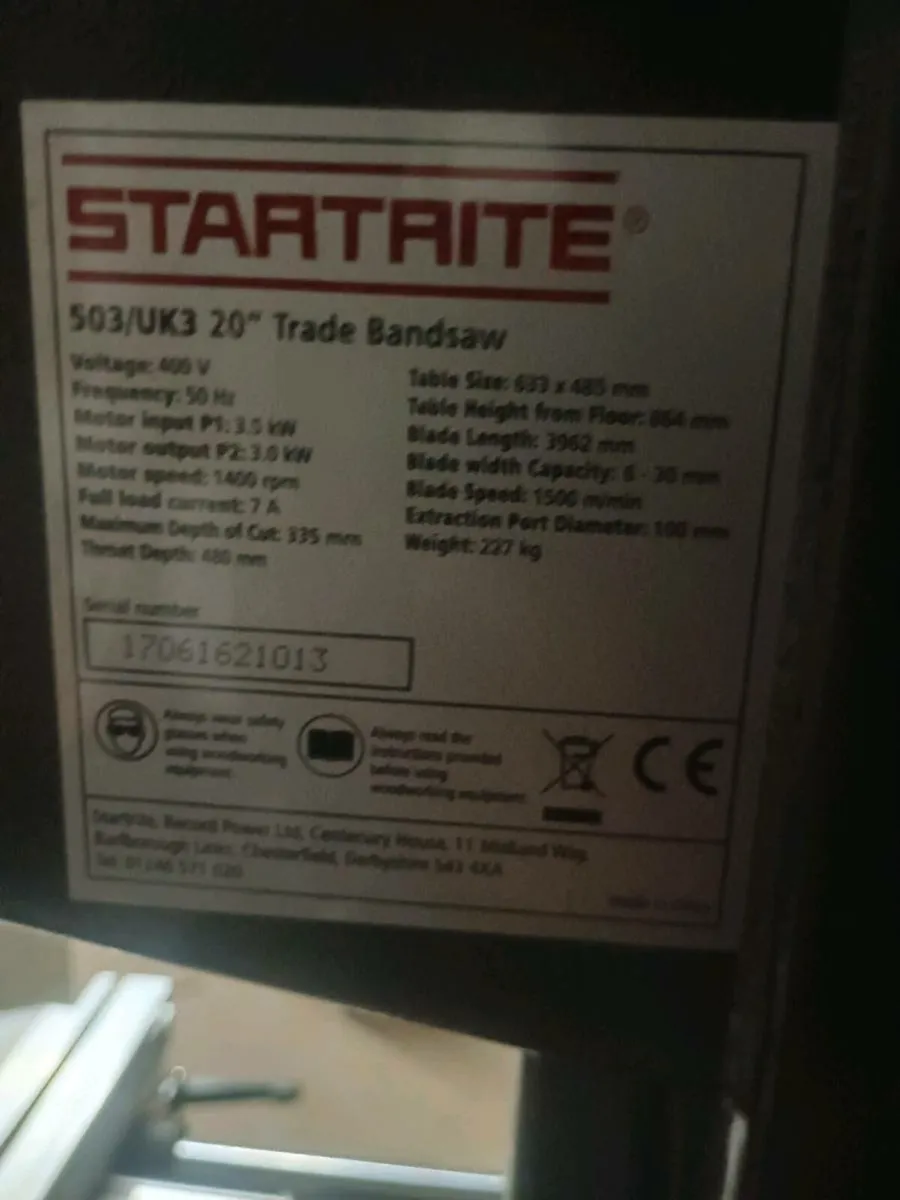 STARTRITE®
503/UK3 20" Trade Bandsaw
Voltage: 400 V
Frequency: 50 Hz
Motor input P1: 3.5 kW
Motor output P2: 3.0 kW
Motor speed: 1400 rpm
Full load current: 7 A
Maximum Depth of Cut: 335 mm
Throat Depth: 480 mm
Table Size: 633 x 485 mm
Table Height from Floor: 864 mm
Blade Length: 3962 mm
Blade width Capacity: 6 - 30 mm
Blade Speed: 1500 m/min
Extraction Port Diameter: 100 mm
Weight: 227 kg
Serial number
17061621013
Always wear safety
glasses when
using woodworking
equipment.
Always read the
instructions provided
before using
woodworking equipment
CE
Startrite, Record Power Ltd, Centenary House, 11 Midland Way
Barlborough Links, Chesterfield, Derbyshire S43 4XA
Tel: 01246 571 020